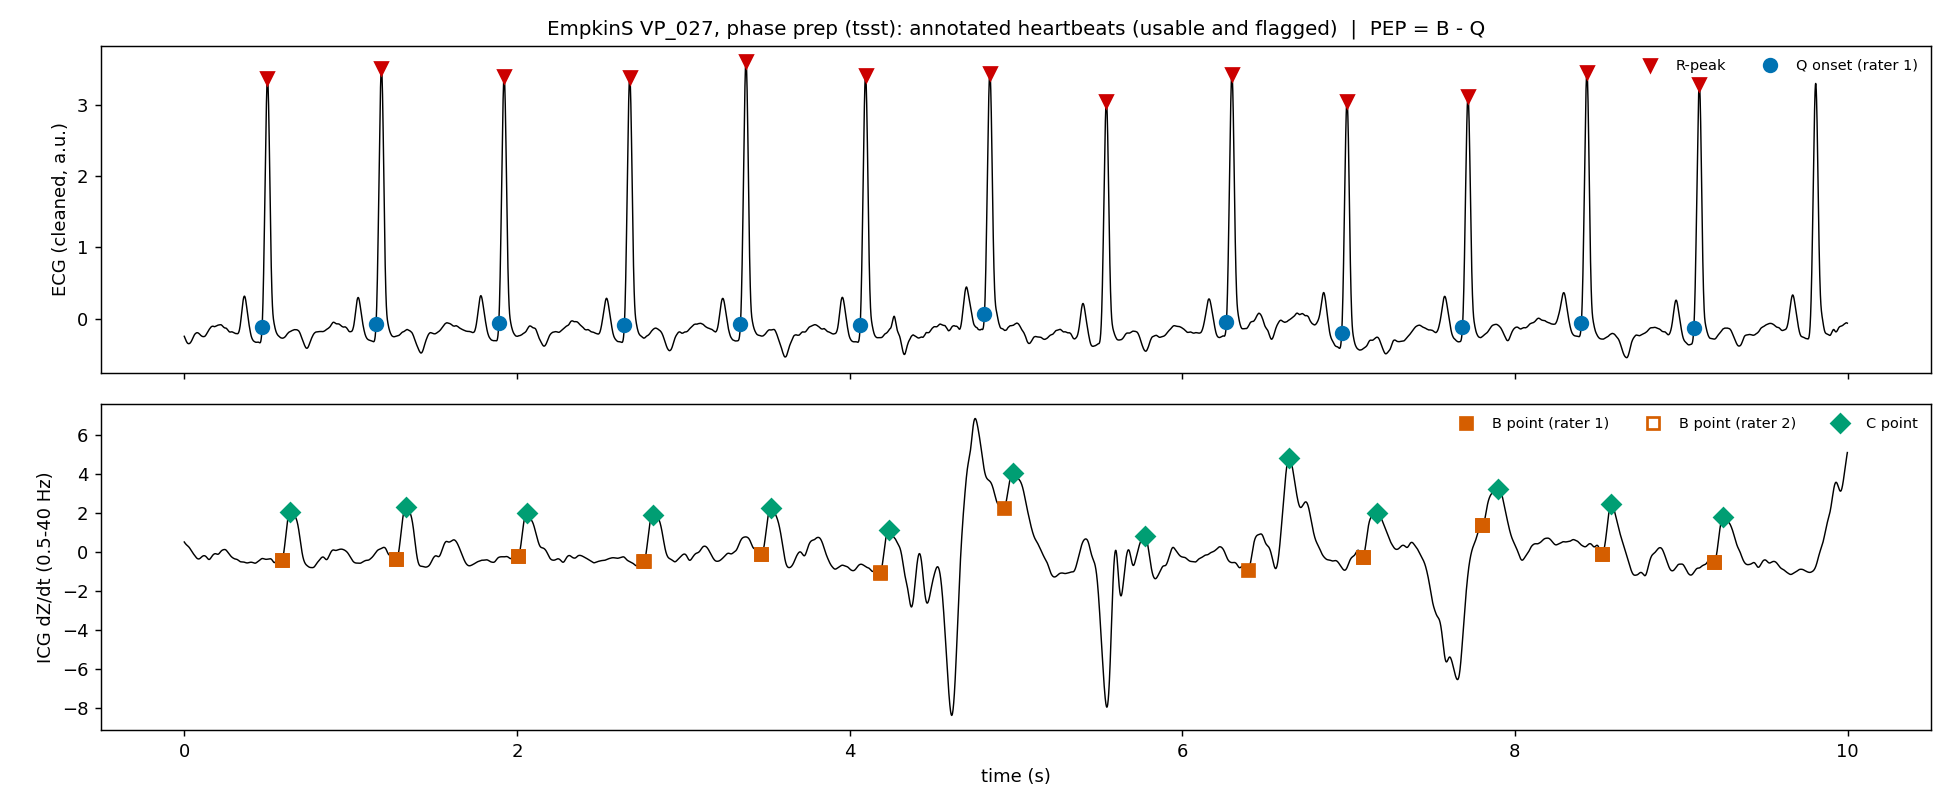 EmpkinS VP_027, phase prep (tsst): annotated heartbeats (usable and flagged) | PEP = B - Q
R-peak
Q onset (rater 1)
ECG (cleaned, a.u.)
3
2
1
0
B point (rater 1)
B point (rater 2)
C point
ICG dZ/dt (0.5-40 Hz)
6
4
2
0
−2
−4
−6
−8
0
2
4
6
8
10
time (s)